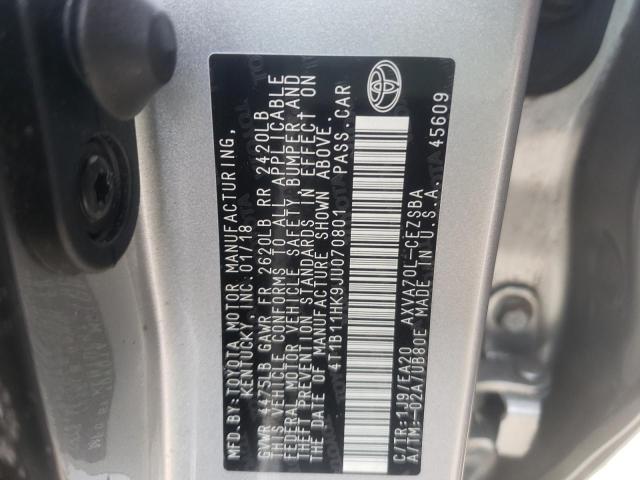 MFD.BY:TOYOTA MOTOR MANUFACTURING,
KENTUCKY, INC. 01/18
GVWR 4475LB GAWR FR 2620LB RR 2420LB
THIS VEHICLE CONFORMS TO ALL APPLICABLE
FEDERAL MOTOR VEHICLE SAFETY BUMPER, AND
THEFT PREVENTION STANDARDS IN EFFECT ON
THE DATE OF MANUFACTURE SHOWN ABOVE.
4T1B11HK9JU070801 PASS.CAR
C/TR:1J9/EA20 AXVA70L-CEZSBA
A/TM:-02A/UB80E MADE IN U.S.A. 45609